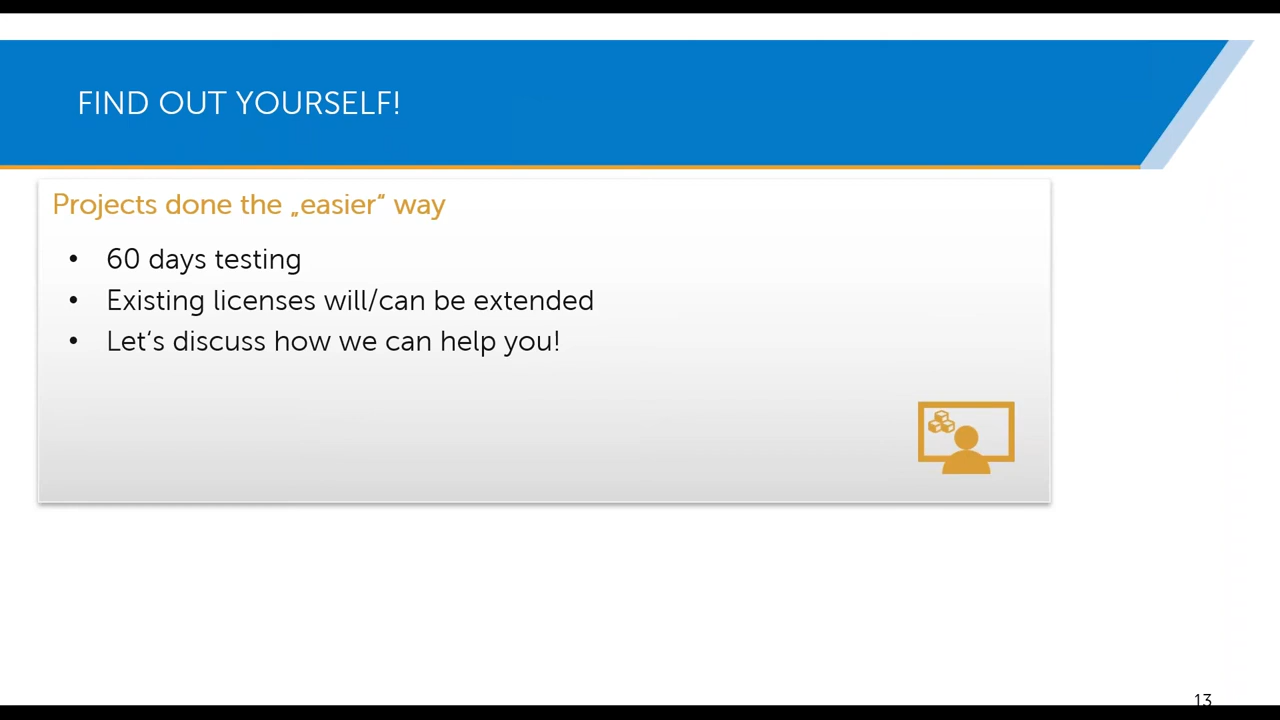 FIND OUT YOURSELF!
Projects done the „easier“ way
• 60 days testing
• Existing licenses will/can be extended
• Let‘s discuss how we can help you!
13